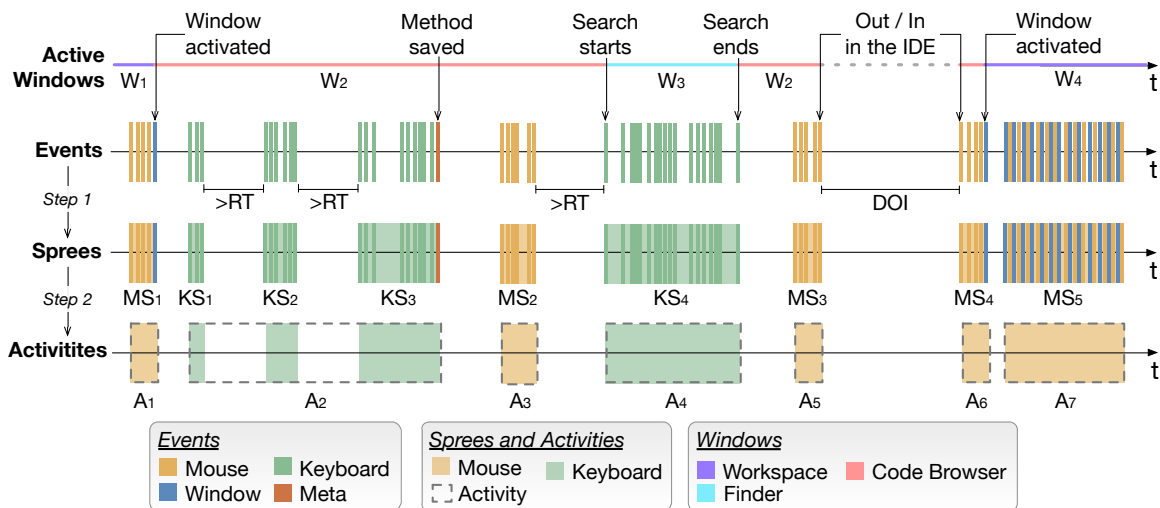 Window activated
Method saved
Search starts
Search ends
Out / In in the IDE
Window activated
Active Windows
W1
W2
W3
W2
W4
t
Events
t
Step 1
>RT
>RT
>RT
DOI
Sprees
t
Step 2
MS1
KS1
KS2
KS3
MS2
KS4
MS3
MS4
MS5
Activitites
t
A1
A2
A3
A4
A5
A6
A7
Events
Mouse
Keyboard
Window
Meta
Sprees and Activities
Mouse
Keyboard
Activity
Windows
Workspace
Code Browser
Finder